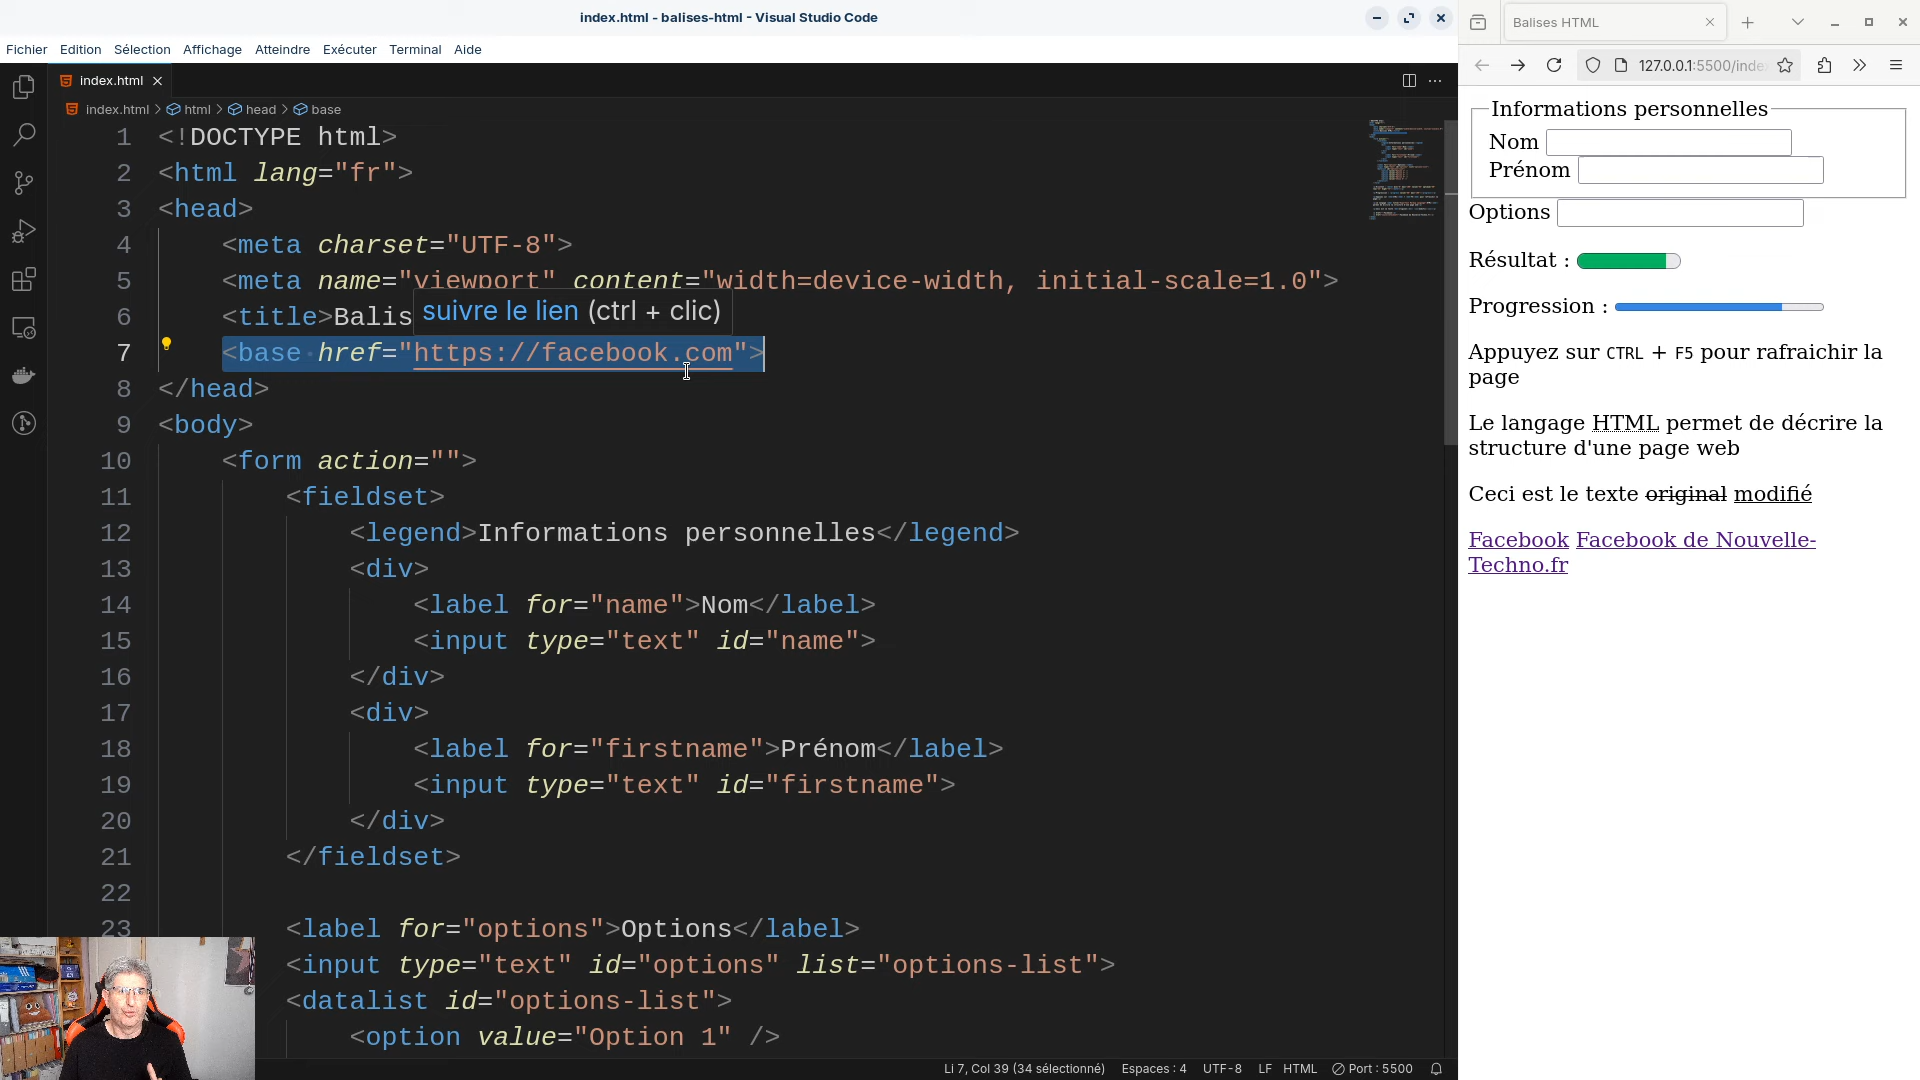 index.html - balises-html - Visual Studio Code
Fichier Edition Sélection Affichage Atteindre Exécuter Terminal Aide
index.html
index.html > html > head > base
1 <!DOCTYPE html>
2 <html lang="fr">
3 <head>
4 <meta charset="UTF-8">
5 <meta name="viewport" content="width=device-width, initial-scale=1.0">
6 <title>Balis
suivre le lien (ctrl + clic)
7 <base href="https://facebook.com">
8 </head>
9 <body>
10 <form action="">
11 <fieldset>
12 <legend>Informations personnelles</legend>
13 <div>
14 <label for="name">Nom</label>
15 <input type="text" id="name">
16 </div>
17 <div>
18 <label for="firstname">Prénom</label>
19 <input type="text" id="firstname">
20 </div>
21 </fieldset>
22
23 <label for="options">Options</label>
<input type="text" id="options" list="options-list">
<datalist id="options-list">
<option value="Option 1" />
Li 7, Col 39 (34 sélectionné) Espaces : 4 UTF-8 LF HTML Port : 5500
Balises HTML
127.0.0.1:5500/inde
Informations personnelles
Nom
Prénom
Options
Résultat :
Progression :
Appuyez sur CTRL + F5 pour rafraichir la
page
Le langage HTML permet de décrire la
structure d'une page web
Ceci est le texte original modifié
Facebook Facebook de Nouvelle-
Techno.fr